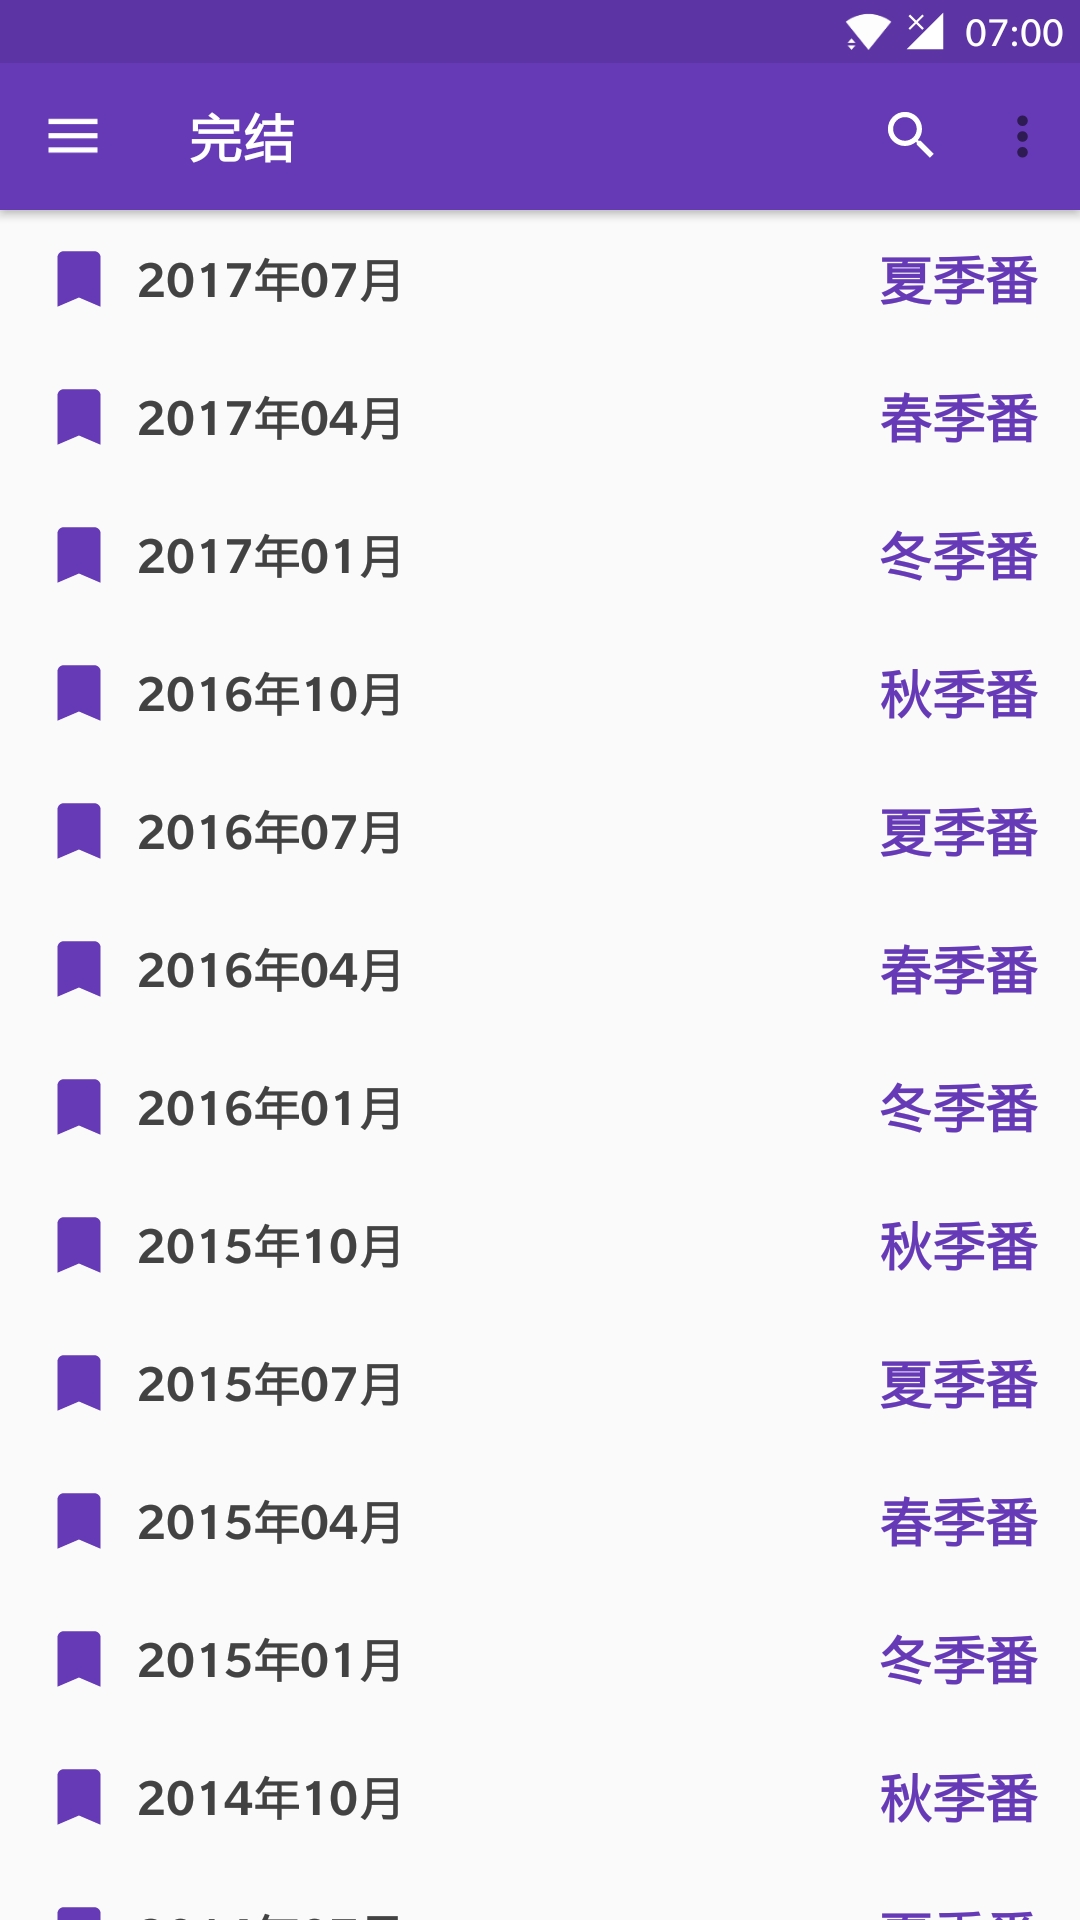 07:00
完结
2017年07月 夏季番
2017年04月 春季番
2017年01月 冬季番
2016年10月 秋季番
2016年07月 夏季番
2016年04月 春季番
2016年01月 冬季番
2015年10月 秋季番
2015年07月 夏季番
2015年04月 春季番
2015年01月 冬季番
2014年10月 秋季番